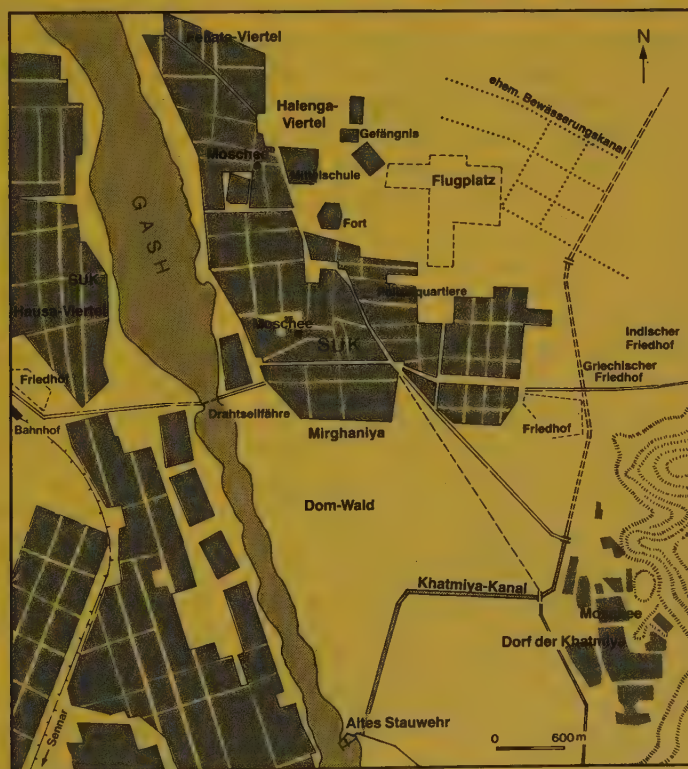 Fellata-Viertel
N
Halenga-
Viertel
ehem. Bewässerungskanal
Gefängnis
Moschee
Mittelschule
Flugplatz
GASH
Fort
SUK
Hausa-Viertel
Moschee
SUK
Indischer
Friedhof
Griechischer
Friedhof
Friedhof
Drahtseilfähre
Bahnhof
Mirghaniya
Friedhof
Dom-Wald
Khatmiya-Kanal
Moschee
Dorf der Khatmiya
Altes Stauwehr
Sennar
0 600 m